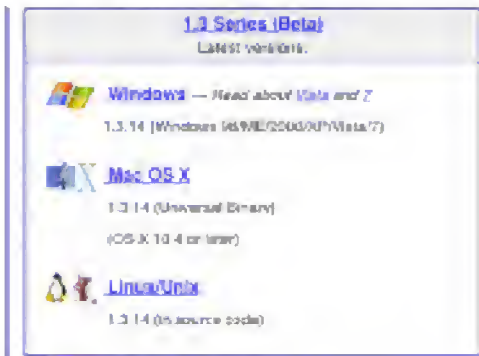 1.3 Series (Beta)
Latest versions:
Windows — Read about Vista and 7
1.3.14 (Windows 98/ME/2000/XP/Vista/7)
Mac OS X
1.3.14 (Universal Binary)
(OS X 10.4 or later)
Linux/Unix
1.3.14 (in source code)